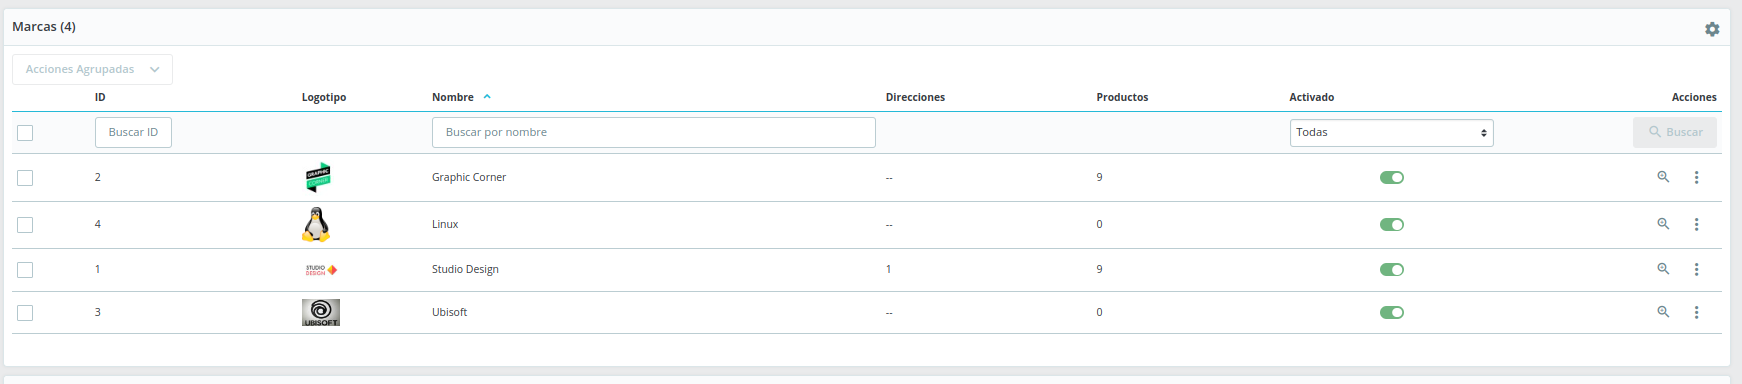 Marcas (4)
Acciones Agrupadas
ID Logotipo Nombre Direcciones Productos Activado Acciones
Buscar ID Buscar por nombre Todas Buscar
2 GRAPHIC CORNER Graphic Corner -- 9
4 Linux -- 0
1 STUDIO DESIGN Studio Design 1 9
3 UBISOFT Ubisoft -- 0